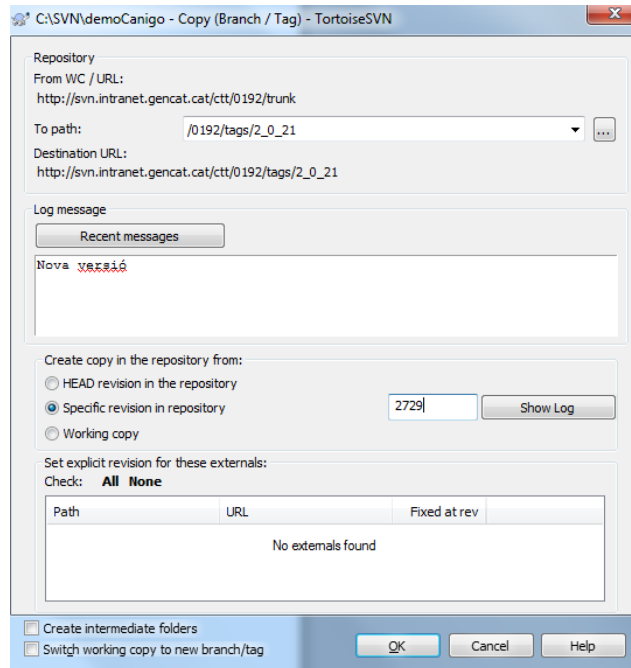 C:\SVN\demoCanigo - Copy (Branch / Tag) - TortoiseSVN
Repository
From WC / URL:
http://svn.intranet.gencat.cat/ctt/0192/trunk
To path: /0192/tags/2_0_21 ...
Destination URL:
http://svn.intranet.gencat.cat/ctt/0192/tags/2_0_21
Log message
Recent messages
Nova versió
Create copy in the repository from:
HEAD revision in the repository
Specific revision in repository 2729 Show Log
Working copy
Set explicit revision for these externals:
Check: All None
Path URL Fixed at rev
No externals found
Create intermediate folders
Switch working copy to new branch/tag OK Cancel Help